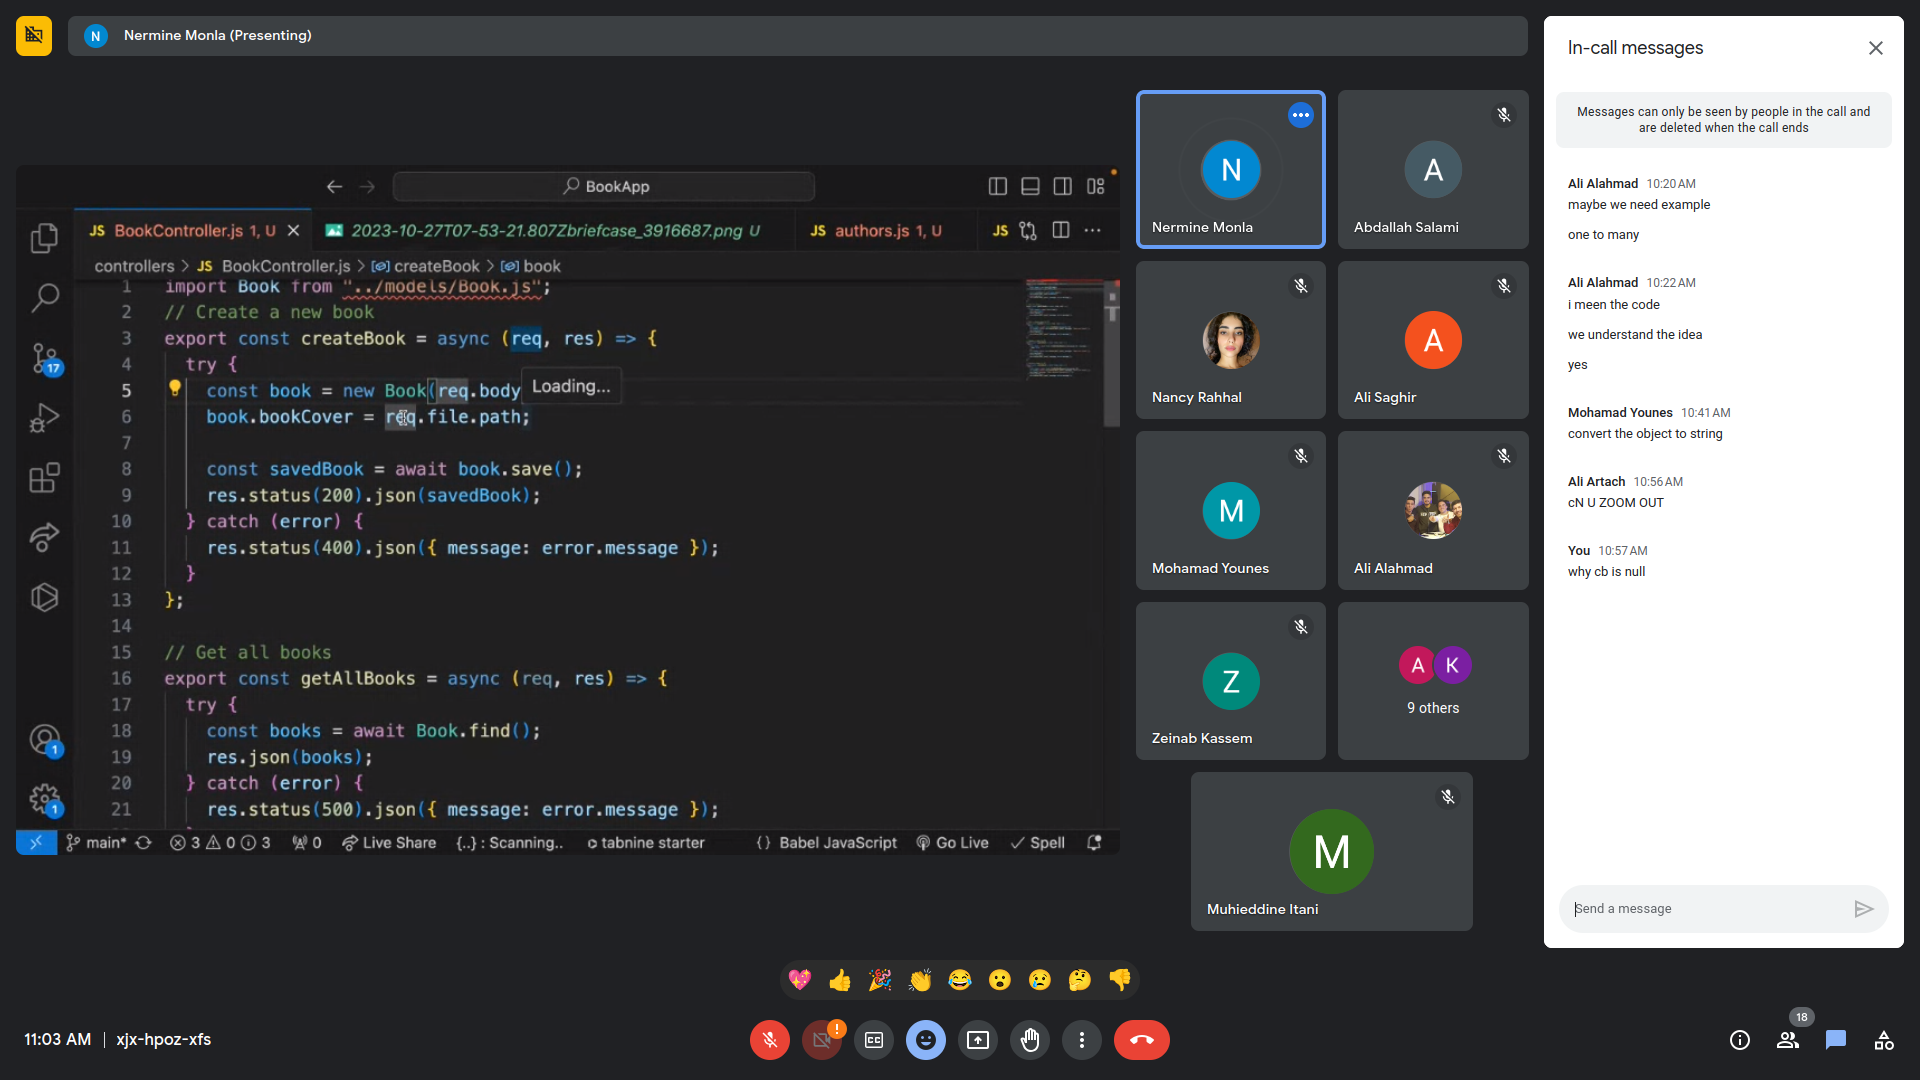 N Nermine Monla (Presenting)
BookApp
JS BookController.js 1, U
2023-10-27T07-53-21.807Zbriefcase_3916687.png U
JS authors.js 1, U
JS
controllers > JS BookController.js > createBook > book
1 import Book from "../models/Book.js";
2 // Create a new book
3 export const createBook = async (req, res) => {
4 try {
5 const book = new Book(req.body
Loading...
6 book.bookCover = req.file.path;
7
8 const savedBook = await book.save();
9 res.status(200).json(savedBook);
10 } catch (error) {
11 res.status(400).json({ message: error.message });
12 }
13 };
14
15 // Get all books
16 export const getAllBooks = async (req, res) => {
17 try {
18 const books = await Book.find();
19 res.json(books);
20 } catch (error) {
21 res.status(500).json({ message: error.message });
17
1
1
main* 3 0 3 0 Live Share {..} : Scanning.. tabnine starter {} Babel JavaScript Go Live Spell
N
Nermine Monla
A
Abdallah Salami
Nancy Rahhal
A
Ali Saghir
M
Mohamad Younes
Ali Alahmad
Z
Zeinab Kassem
A K
9 others
M
Muhieddine Itani
In-call messages
Messages can only be seen by people in the call and
are deleted when the call ends
Ali Alahmad 10:20 AM
maybe we need example
one to many
Ali Alahmad 10:22 AM
i meen the code
we understand the idea
yes
Mohamad Younes 10:41 AM
convert the object to string
Ali Artach 10:56 AM
cN U ZOOM OUT
You 10:57 AM
why cb is null
Send a message
11:03 AM | xjx-hpoz-xfs
!
CC
18